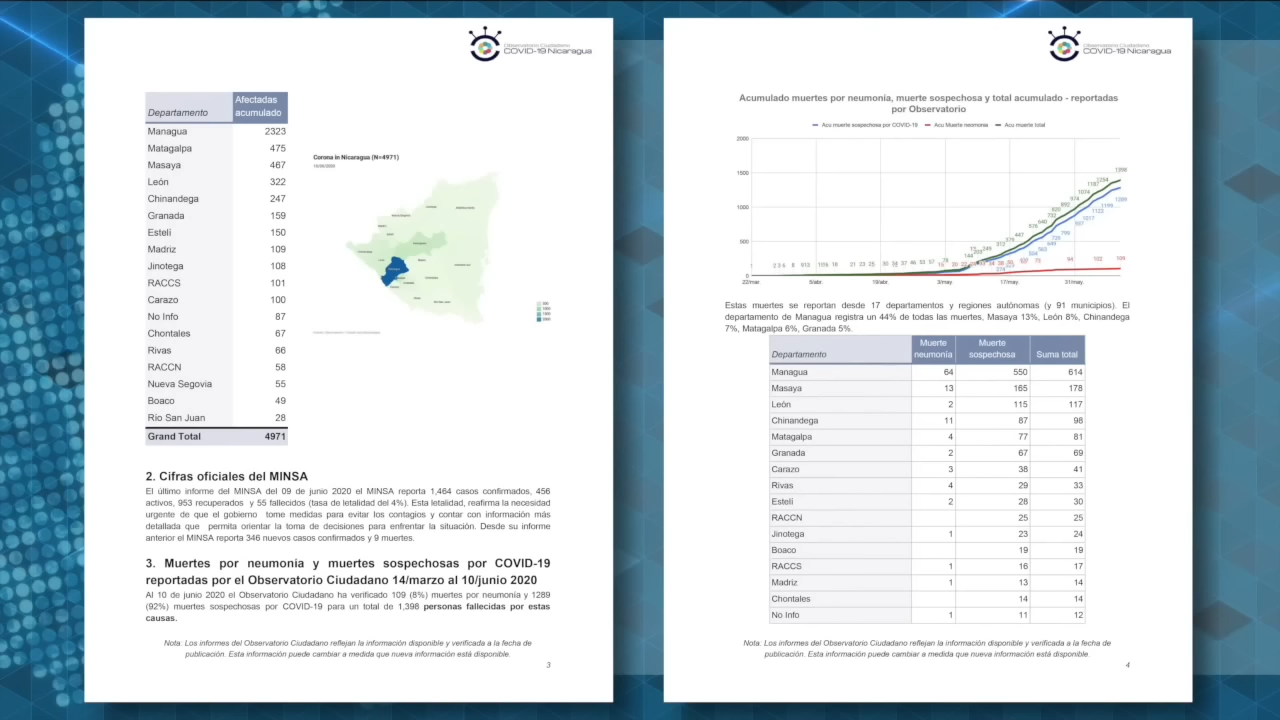 Observatorio Ciudadano
COVID-19 Nicaragua
Departamento Afectadas acumulado
Managua 2323
Matagalpa 475
Masaya 467
León 322
Chinandega 247
Granada 159
Estelí 150
Madriz 109
Jinotega 108
RACCS 101
Carazo 100
No Info 87
Chontales 67
Rivas 66
RACCN 58
Nueva Segovia 55
Boaco 49
Río San Juan 28
Grand Total 4971
Corona in Nicaragua (N=4971)
2. Cifras oficiales del MINSA
El último informe del MINSA del 09 de junio 2020 el MINSA reporta 1,464 casos confirmados, 456
activos, 953 recuperados y 55 fallecidos (tasa de letalidad del 4%). Esta letalidad, reafirma la necesidad
urgente de que el gobierno tome medidas para evitar los contagios y contar con información más
detallada que permita orientar la toma de decisiones para enfrentar la situación. Desde su informe
anterior el MINSA reporta 346 nuevos casos confirmados y 9 muertes.
3. Muertes por neumonia y muertes sospechosas por COVID-19
reportadas por el Observatorio Ciudadano 14/marzo al 10/junio 2020
Al 10 de junio 2020 el Observatorio Ciudadano ha verificado 109 (8%) muertes por neumonía y 1289
(92%) muertes sospechosas por COVID-19 para un total de 1,398 personas fallecidas por estas
causas.
Nota: Los informes del Observatorio Ciudadano reflejan la información disponible y verificada a la fecha de
publicación. Esta información puede cambiar a medida que nueva información está disponible.
3
Observatorio Ciudadano
COVID-19 Nicaragua
Acumulado muertes por neumonía, muerte sospechosa y total acumulado - reportadas
por Observatorio
Acu muerte sospechosa por COVID-19 Acu Muerte neomonia Acu muerte total
2000
1500
1000
500
0
22/mar. 5/abr. 19/abr. 3/may. 17/may. 31/may.
Estas muertes se reportan desde 17 departamentos y regiones autónomas (y 91 municipios). El
departamento de Managua registra un 44% de todas las muertes, Masaya 13%, León 8%, Chinandega
7%, Matagalpa 6%, Granada 5%.
Departamento Muerte neumonía Muerte sospechosa Suma total
Managua 64 550 614
Masaya 13 165 178
León 2 115 117
Chinandega 11 87 98
Matagalpa 4 77 81
Granada 2 67 69
Carazo 3 38 41
Rivas 4 29 33
Estelí 2 28 30
RACCN 25 25
Jinotega 1 23 24
Boaco 19 19
RACCS 1 16 17
Madriz 1 13 14
Chontales 14 14
No Info 1 11 12
Nota: Los informes del Observatorio Ciudadano reflejan la información disponible y verificada a la fecha de
publicación. Esta información puede cambiar a medida que nueva información está disponible.
4